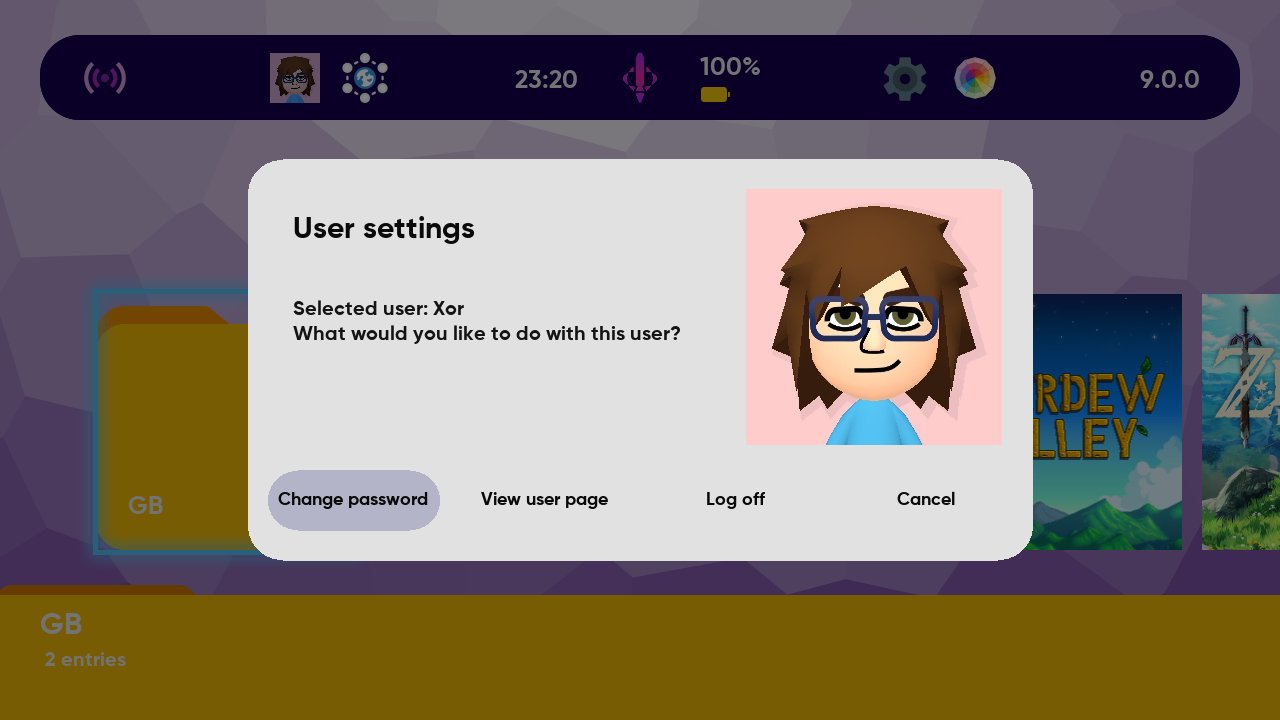 23:20
100%
9.0.0
User settings
Selected user: Xor
What would you like to do with this user?
Change password
View user page
Log off
Cancel
GB
RDEW
LLEY
GB
2 entries